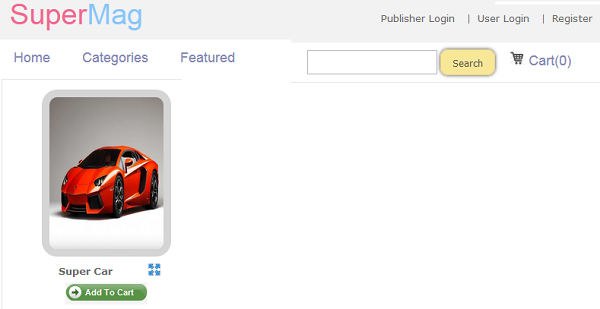 SuperMag
Publisher Login | User Login | Register
Home Categories Featured
Search Cart(0)
Super Car
Add To Cart